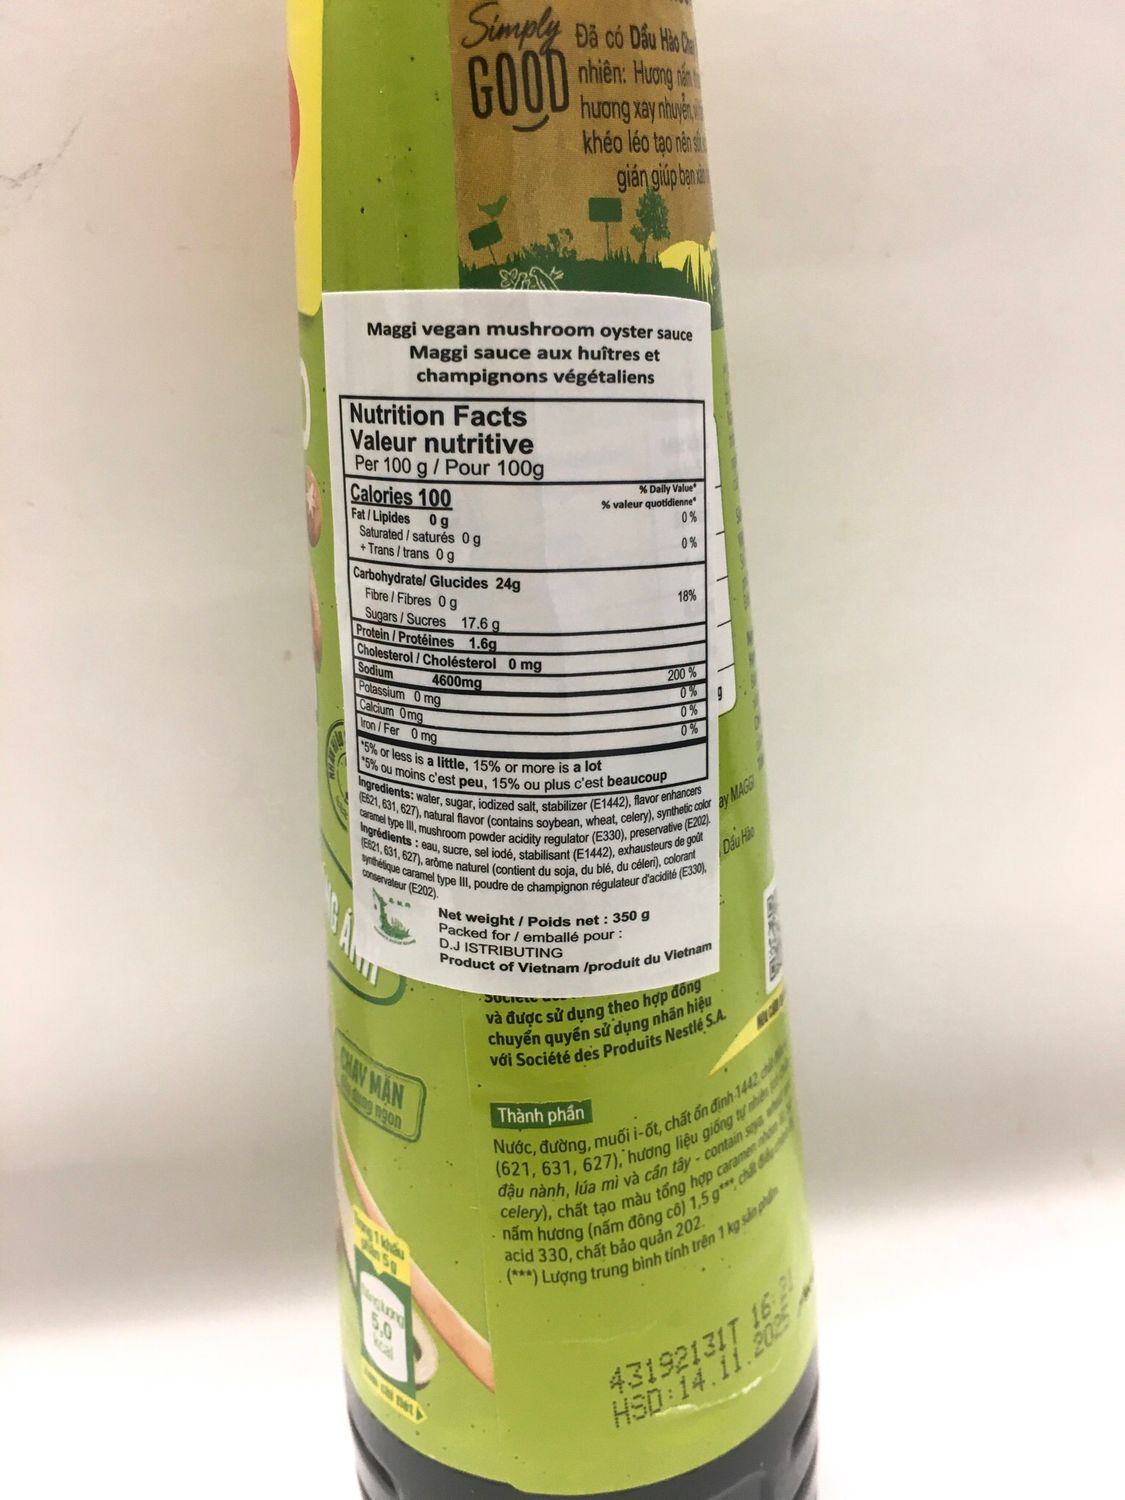 Simply
GOOD
Đã có Dầu Hào
nhiên: Hương nấm
hương xay nhuyễn,
khéo léo tạo nên
gián giúp bạn
Maggi vegan mushroom oyster sauce
Maggi sauce aux huîtres et
champignons végétaliens
Nutrition Facts
Valeur nutritive
Per 100 g / Pour 100g
Calories 100
% Daily Value*
% valeur quotidienne*
Fat / Lipides 0 g 0 %
Saturated / saturés 0 g
+ Trans / trans 0 g 0 %
Carbohydrate/ Glucides 24g
Fibre / Fibres 0 g 18%
Sugars / Sucres 17.6 g
Protein / Protéines 1.6g
Cholesterol / Cholésterol 0 mg
Sodium 4600mg 200 %
Potassium 0 mg 0 %
Calcium 0mg 0 %
Iron / Fer 0 mg 0 %
*5% or less is a little, 15% or more is a lot
*5% ou moins c'est peu, 15% ou plus c'est beaucoup
Ingredients: water, sugar, iodized salt, stabilizer (E1442), flavor enhancers
(E621, 631, 627), natural flavor (contains soybean, wheat, celery), synthetic color
caramel type III, mushroom powder acidity regulator (E330), preservative (E202).
Ingrédients : eau, sucre, sel iodé, stabilisant (E1442), exhausteurs de goût
(E621, 631, 627), arôme naturel (contient du soja, du blé, du céleri), colorant
synthétique caramel type III, poudre de champignon régulateur d'acidité (E330),
conservateur (E202).
Net weight / Poids net : 350 g
Packed for / emballé pour :
D.J ISTRIBUTING
Product of Vietnam /produit du Vietnam
ay MAGGI
Dầu Hào
và được sử dụng theo hợp đồng
chuyển quyền sử dụng nhãn hiệu
với Société des Produits Nestlé S.A.
CHAY MẶN
ngon
Thành phần
Nước, đường, muối i-ốt, chất ổn định 1442,
(621, 631, 627), hương liệu giống tự nhiên
đậu nành, lúa mì và cần tây - contain soya,
celery), chất tạo màu tổng hợp caramen nhóm
nấm hương (nấm đông cô) 1,5 g***, chất điều
acid 330, chất bảo quản 202.
(***) Lượng trung bình tính trên 1 kg sản phẩm
5,0
kcal
43192131T 16:21
HSD:14.11.2025